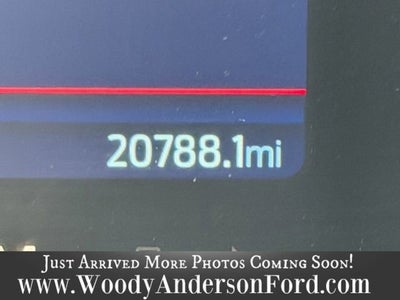 20788.1mi
Just Arrived More Photos Coming Soon!
www.WoodyAndersonFord.com